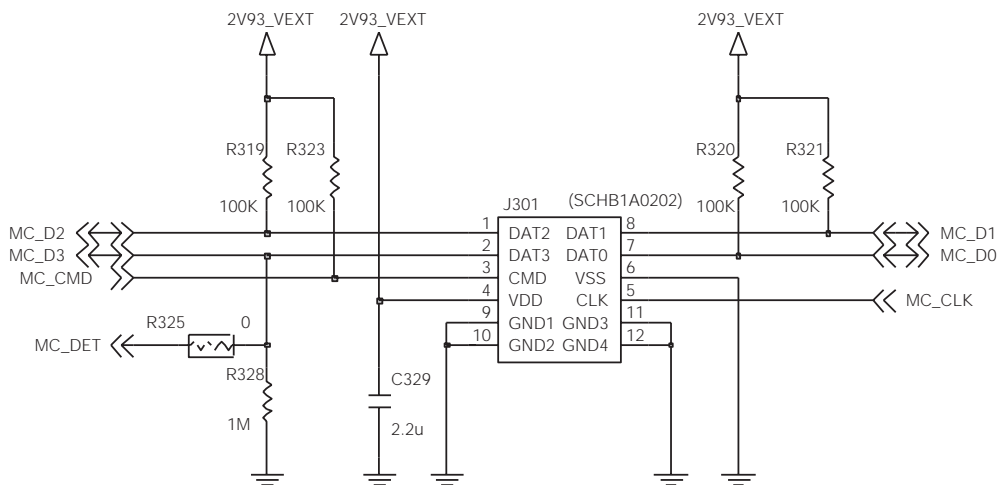 2V93_VEXT 2V93_VEXT 2V93_VEXT
R319 R323 R320 R321
100K 100K 100K 100K
J301 (SCHB1A0202)
MC_D2 1 DAT2 DAT1 8 MC_D1
MC_D3 2 DAT3 DAT0 7 MC_D0
MC_CMD 3 CMD VSS 6
4 VDD CLK 5 MC_CLK
9 GND1 GND3 11
10 GND2 GND4 12
R325 0
MC_DET
R328
1M
C329
2.2u